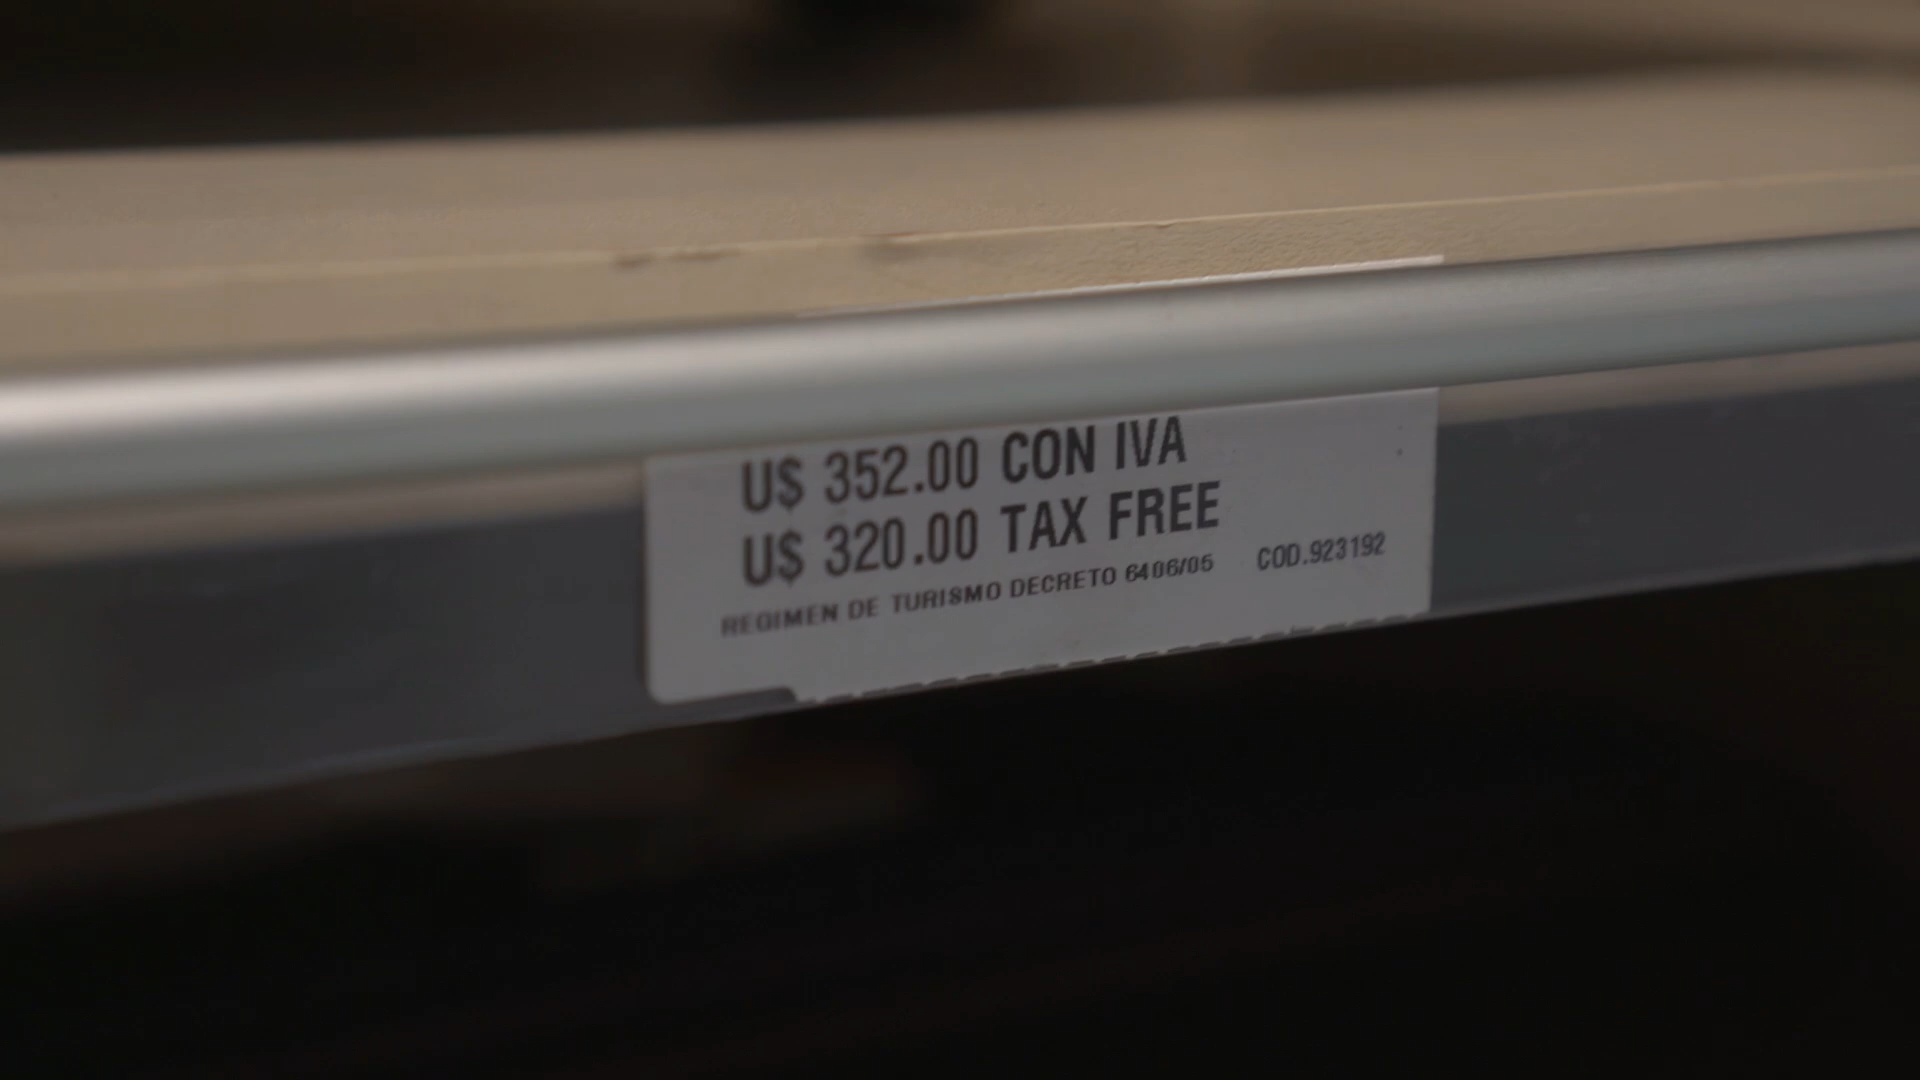 U$ 352.00 CON IVA
U$ 320.00 TAX FREE
REGIMEN DE TURISMO DECRETO 6406/05 COD.923192